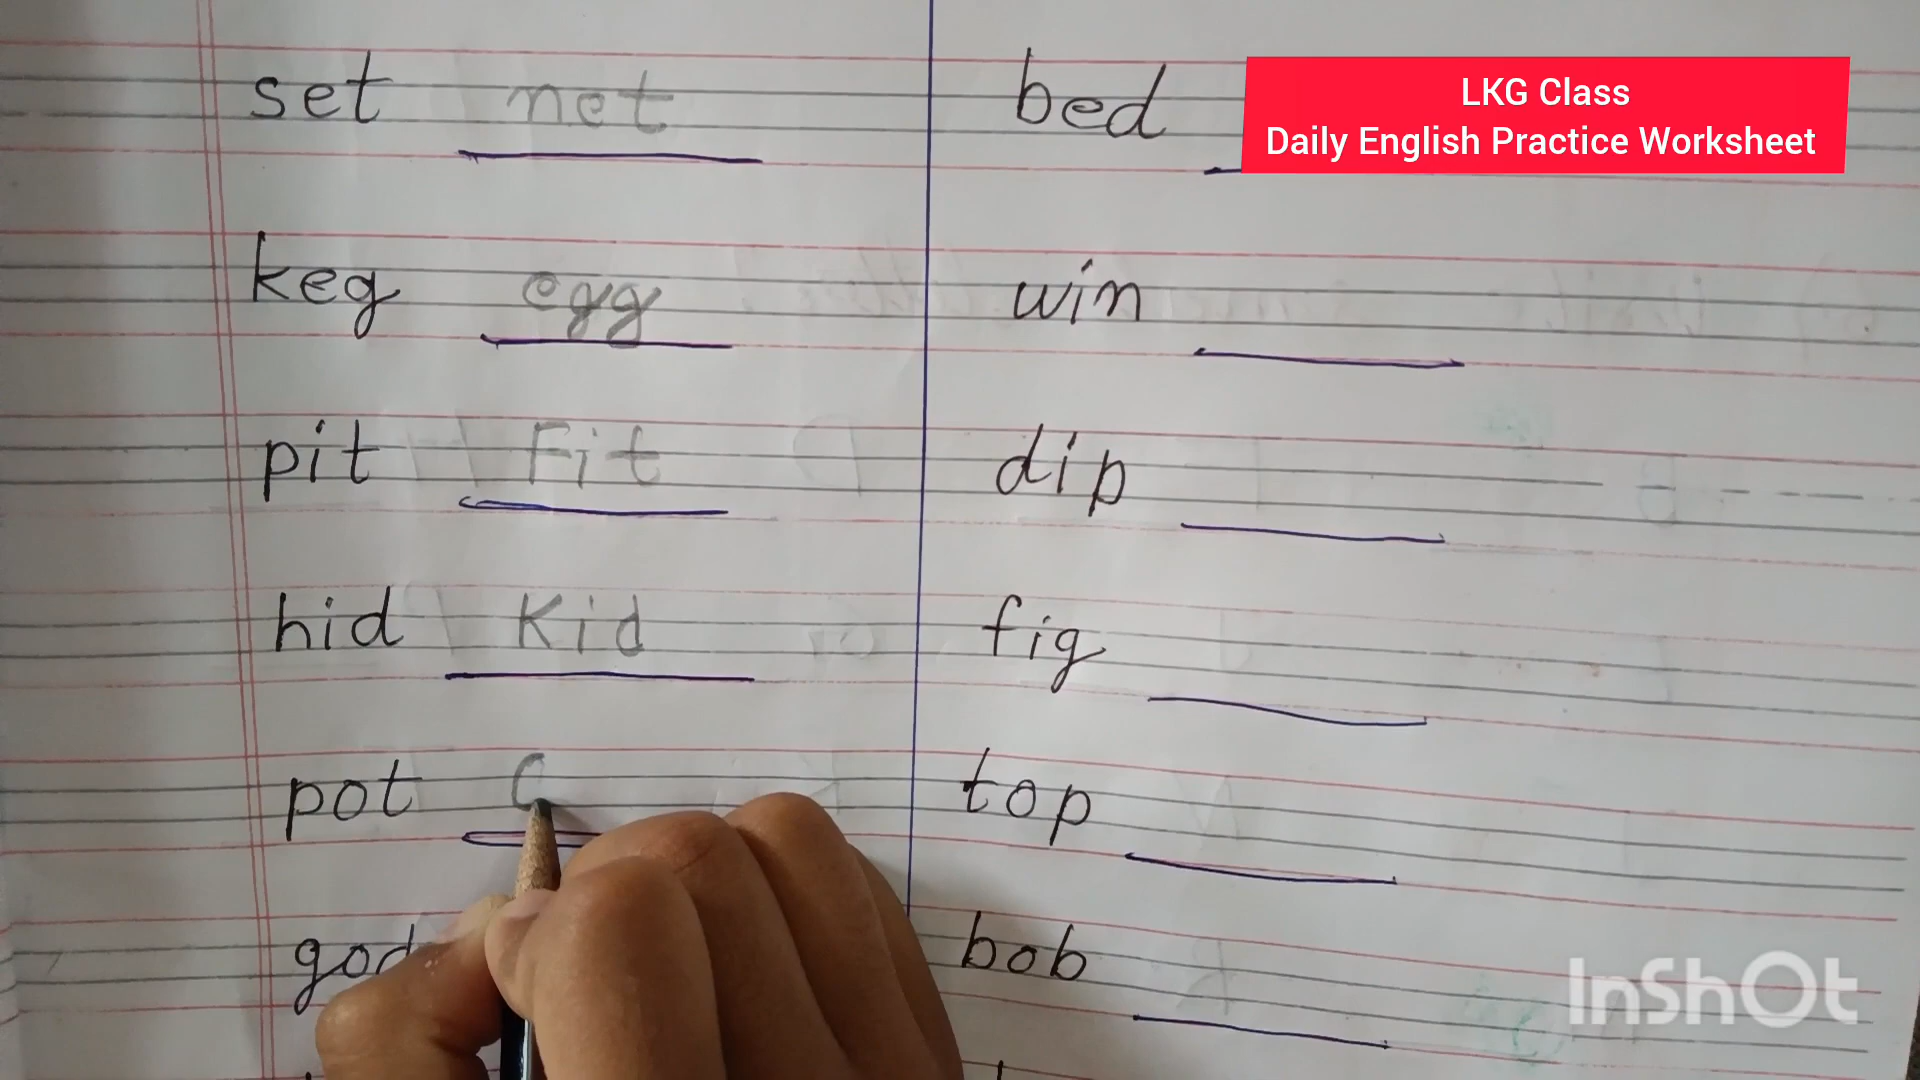 set net bed
LKG Class
Daily English Practice Worksheet
keg egg win
pit Fit dip
hid Kid fig
pot C top
god bob
InShOt